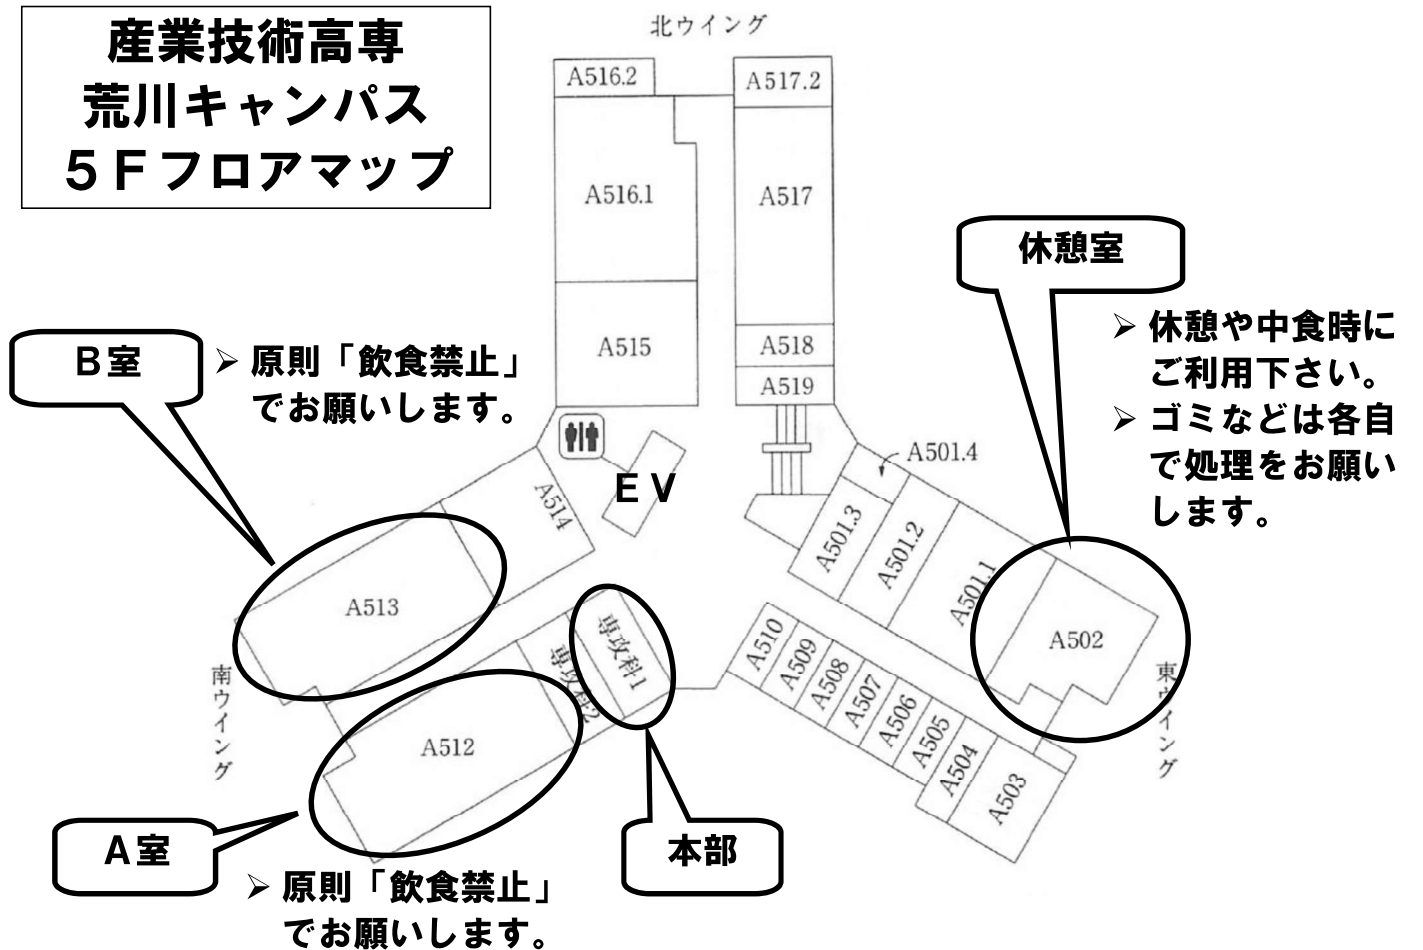 産業技術高専
荒川キャンパス
５Ｆフロアマップ
北ウイング
A516.2
A517.2
A516.1
A517
A515
A518
A519
休憩室
➢ 休憩や中食時に
ご利用下さい。
➢ ゴミなどは各自
で処理をお願い
します。
Ｂ室
➢ 原則「飲食禁止」
でお願いします。
ＥＶ
A501.4
A514
A501.3
A501.2
A501.1
A502
A513
専攻科1
専攻科2
A512
A510
A509
A508
A507
A506
A505
A504
A503
南ウイング
東ウイング
Ａ室
本部
➢ 原則「飲食禁止」
でお願いします。